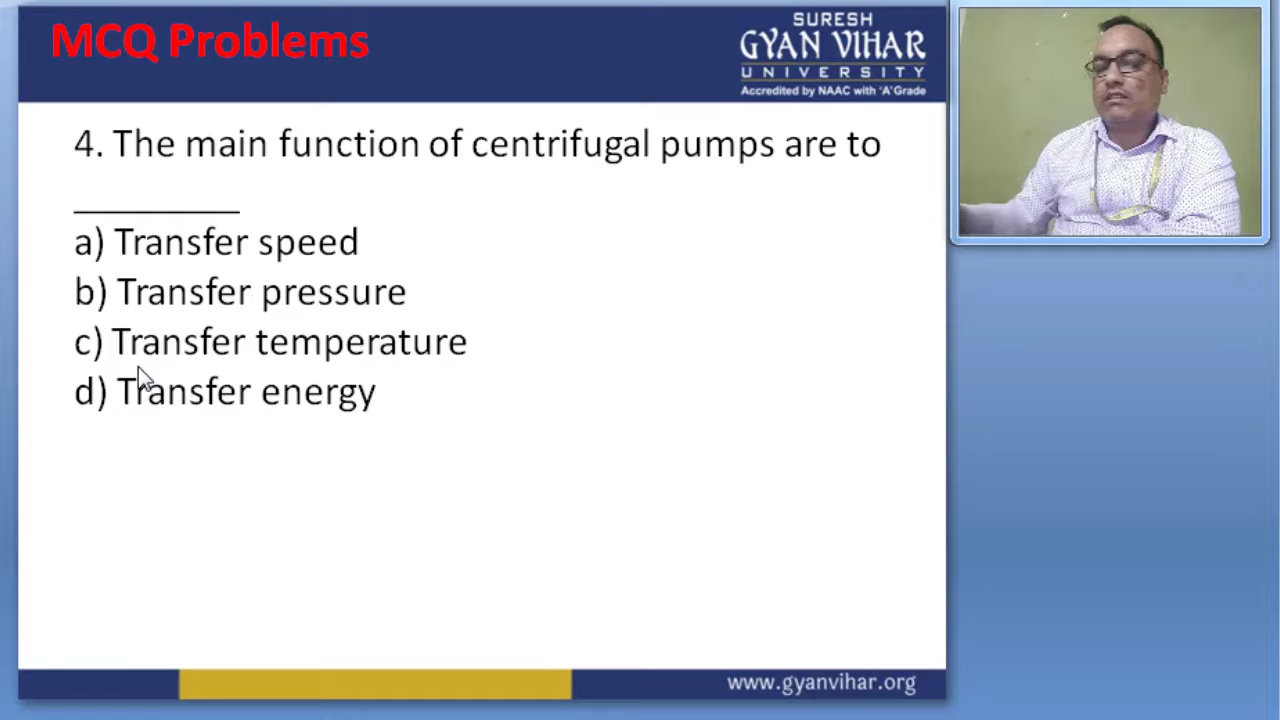 MCQ Problems
SURESH
GYAN VIHAR
UNIVERSITY
Accredited by NAAC with 'A' Grade
4. The main function of centrifugal pumps are to
_________
a) Transfer speed
b) Transfer pressure
c) Transfer temperature
d) Transfer energy
www.gyanvihar.org